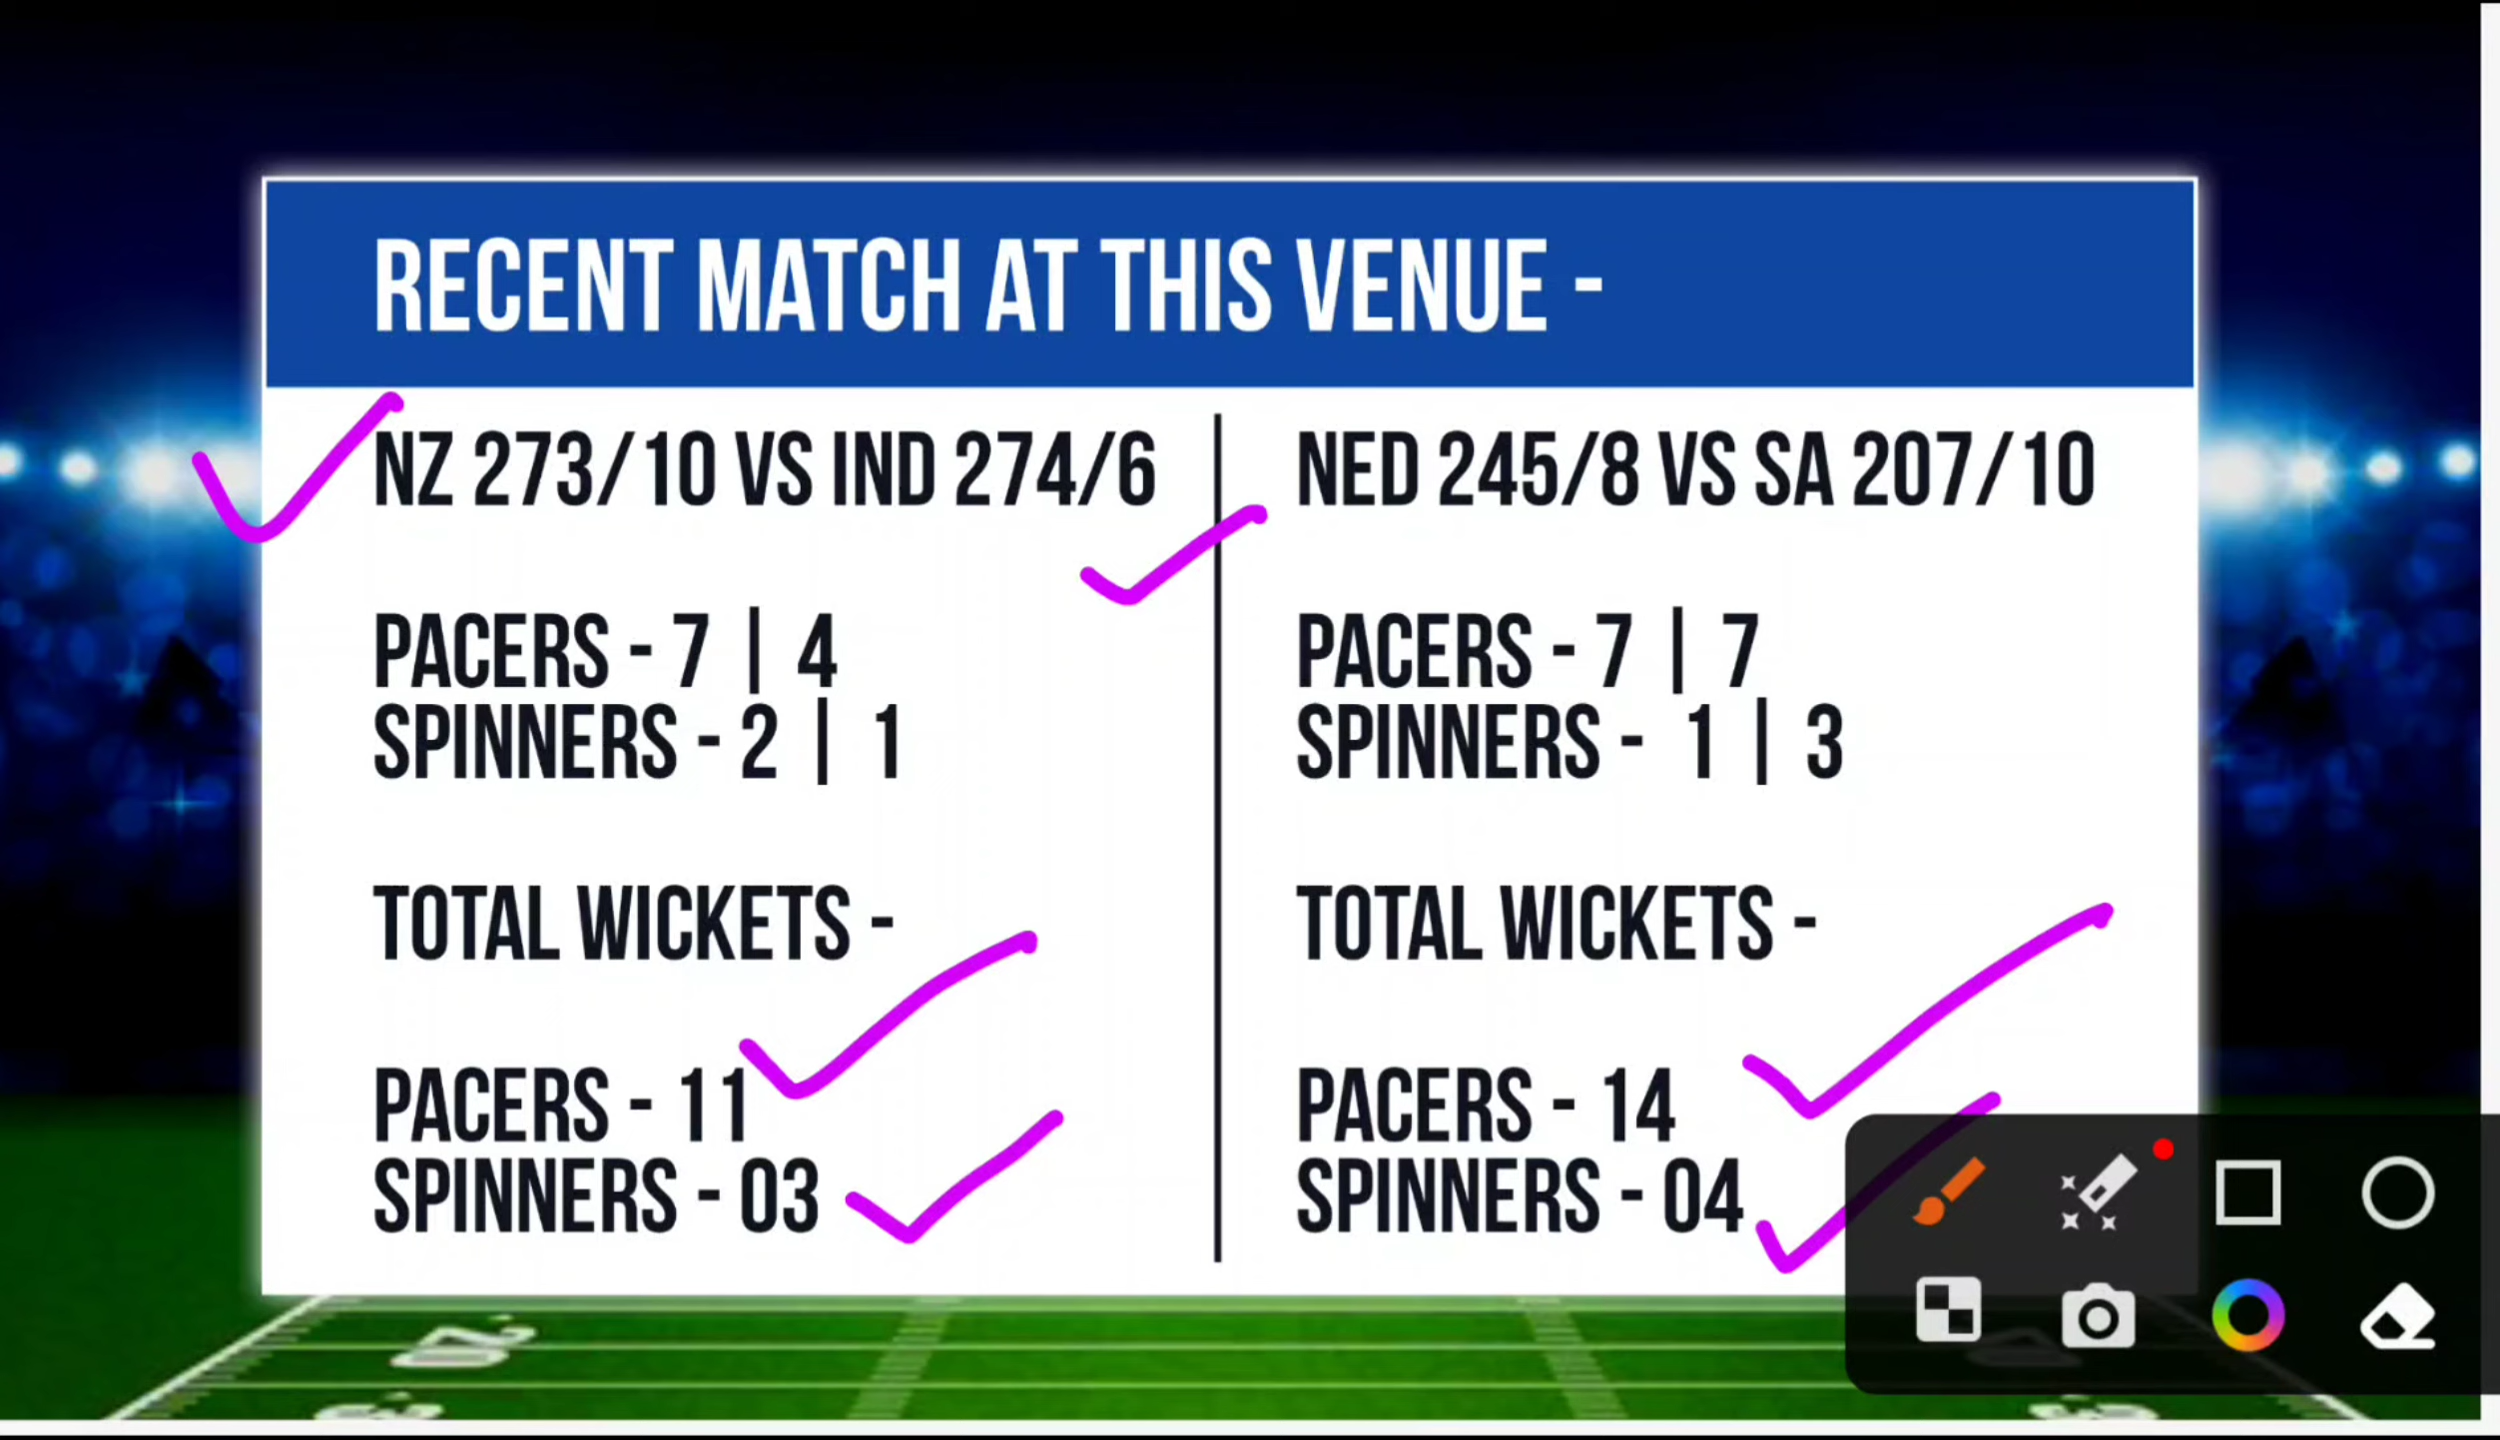 RECENT MATCH AT THIS VENUE -
NZ 273/10 VS IND 274/6
PACERS - 7 | 4
SPINNERS - 2 | 1
TOTAL WICKETS -
PACERS - 11
SPINNERS - 03
NED 245/8 VS SA 207/10
PACERS - 7 | 7
SPINNERS - 1 | 3
TOTAL WICKETS -
PACERS - 14
SPINNERS - 04